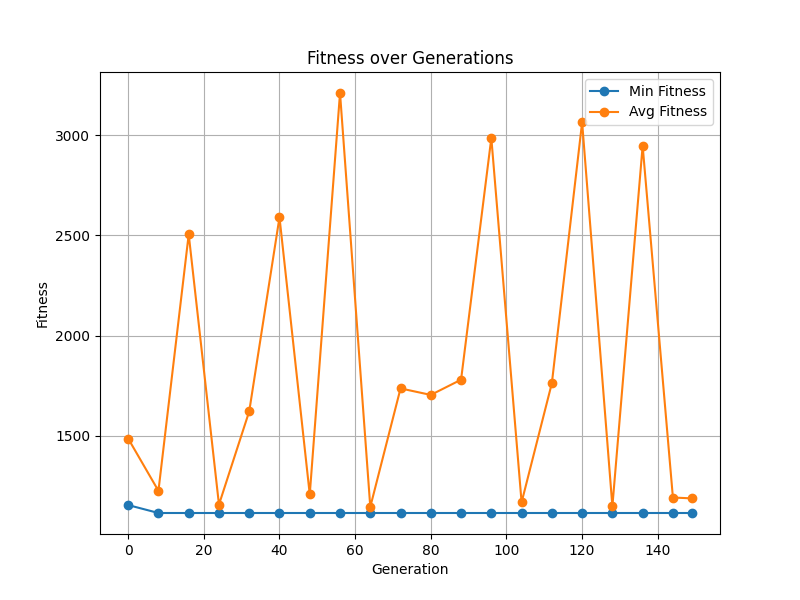 Fitness over Generations
Min Fitness
Avg Fitness
3000
2500
2000
1500
Fitness
0 20 40 60 80 100 120 140
Generation